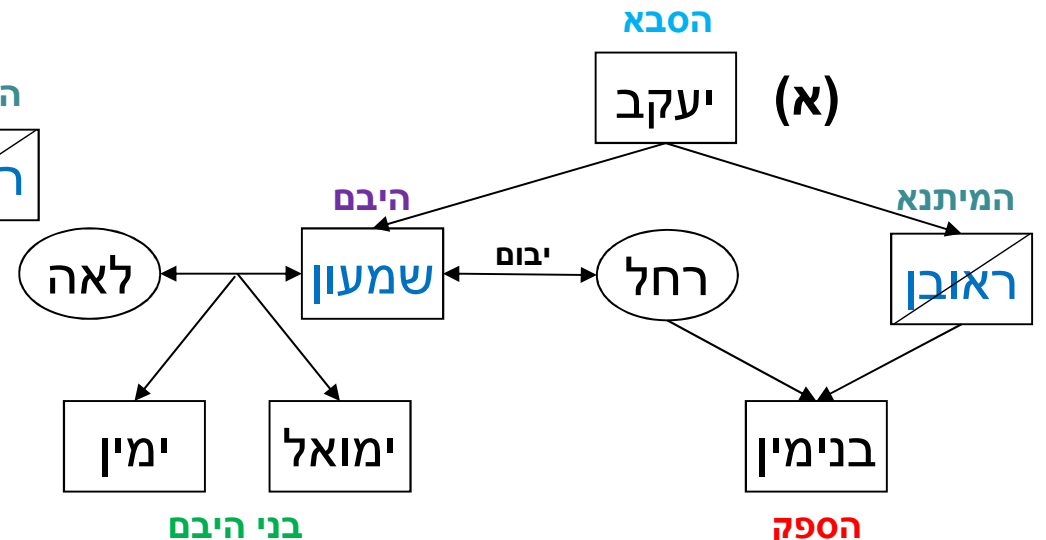 הסבא
(א)
יעקב
המיתנא
היבם
ראובן
רחל
יבום
שמעון
לאה
בנימין
ימואל
ימין
הספק
בני היבם